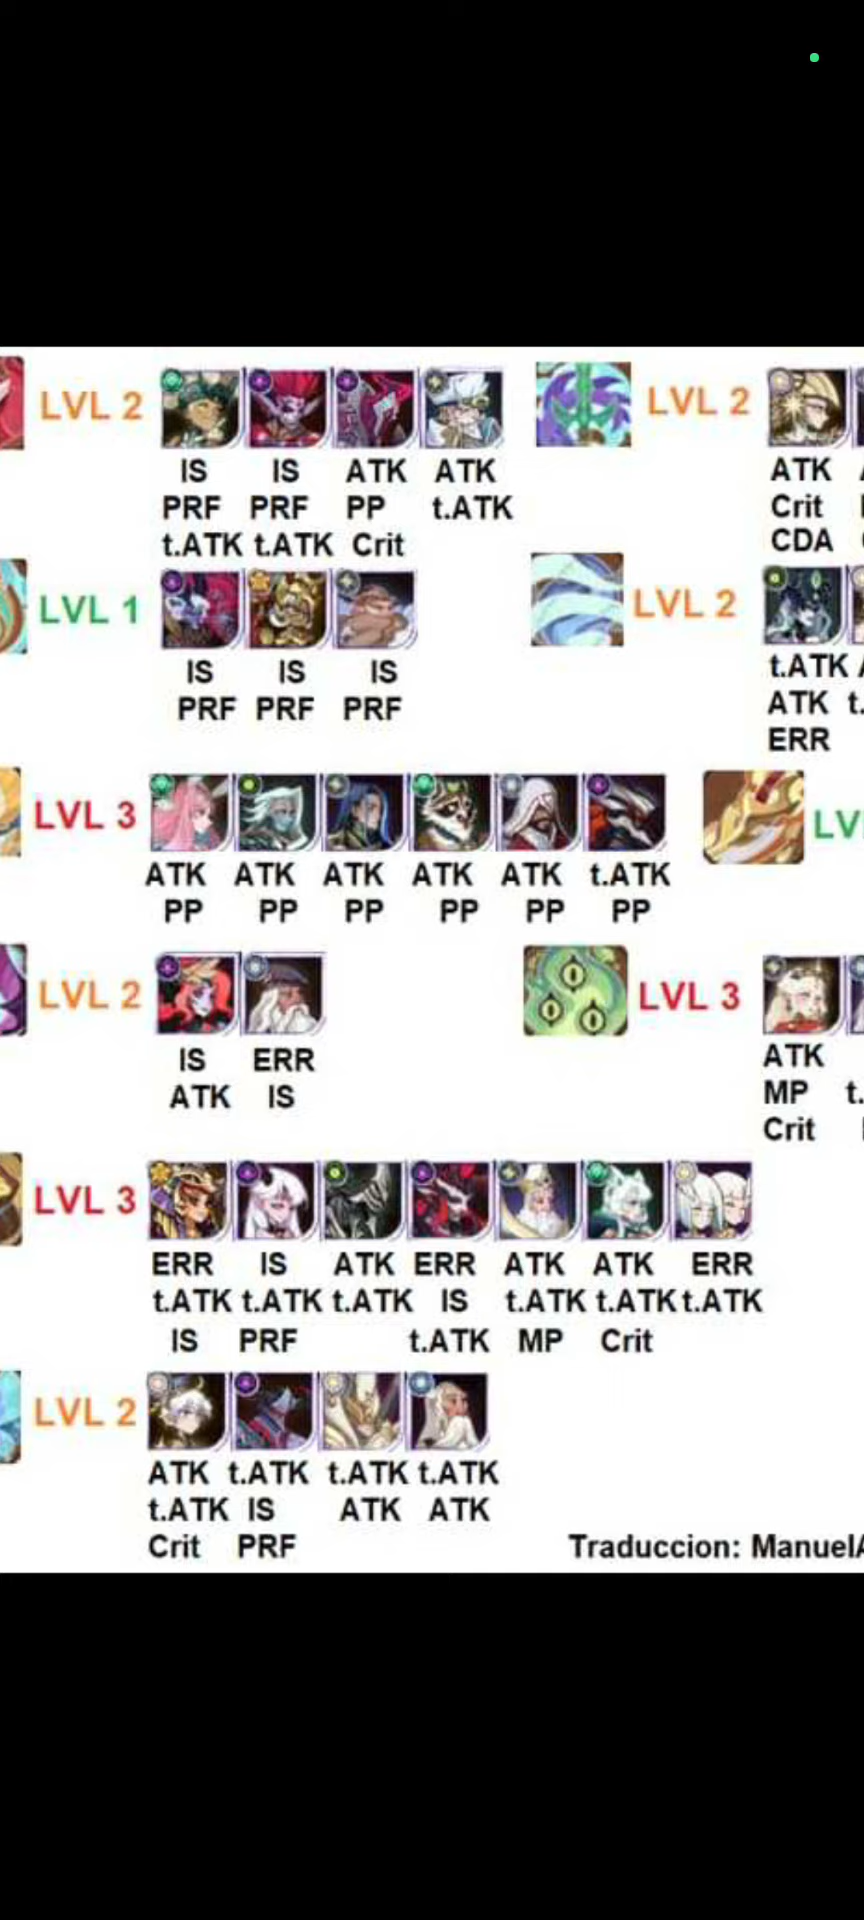 LVL 2
IS IS ATK ATK
PRF PRF PP t.ATK
t.ATK t.ATK Crit
LVL 2
ATK
Crit
CDA
LVL 1
IS IS IS
PRF PRF PRF
LVL 2
t.ATK
ATK t.
ERR
LVL 3
ATK ATK ATK ATK ATK t.ATK
PP PP PP PP PP PP
LV
LVL 2
IS ERR
ATK IS
LVL 3
ATK
MP t.
Crit
LVL 3
ERR IS ATK ERR ATK ATK ERR
t.ATK t.ATK t.ATK IS t.ATK t.ATK t.ATK
IS PRF t.ATK MP Crit
LVL 2
ATK t.ATK t.ATK t.ATK
t.ATK IS ATK ATK
Crit PRF
Traduccion: Manuel